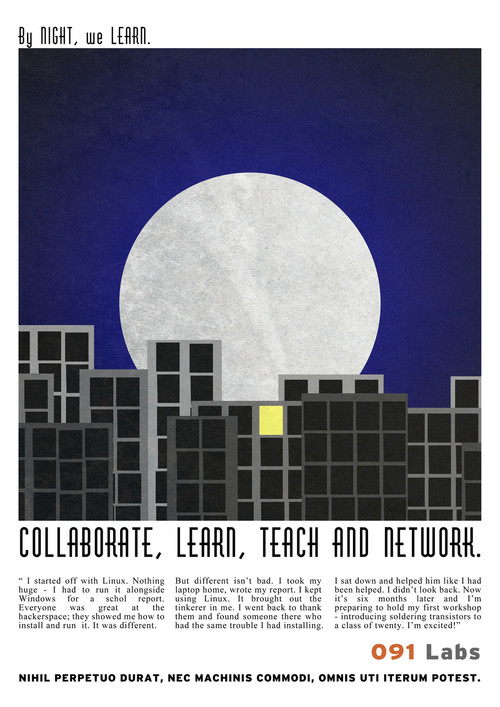 By NIGHT, we LEARN.
COLLABORATE, LEARN, TEACH AND NETWORK.
“ I started off with Linux. Nothing
huge - I had to run it alongside
Windows for a schol report.
Everyone was great at the
hackerspace; they showed me how to
install and run it. It was different.
But different isn’t bad. I took my
laptop home, wrote my report. I kept
using Linux. It brought out the
tinkerer in me. I went back to thank
them and found someone there who
had the same trouble I had installing.
I sat down and helped him like I had
been helped. I didn’t look back. Now
it’s six months later and I’m
preparing to hold my first workshop
- introducing soldering transistors to
a class of twenty. I’m excited!”
091 Labs
NIHIL PERPETUO DURAT, NEC MACHINIS COMMODI, OMNIS UTI ITERUM POTEST.